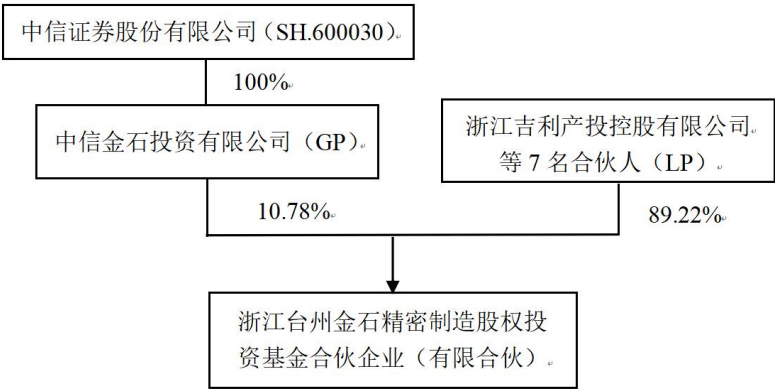 中信证券股份有限公司（SH.600030）
100%
中信金石投资有限公司（GP）
浙江吉利产投控股有限公司
等 7 名合伙人（LP）
10.78%
89.22%
浙江台州金石精密制造股权投
资基金合伙企业（有限合伙）